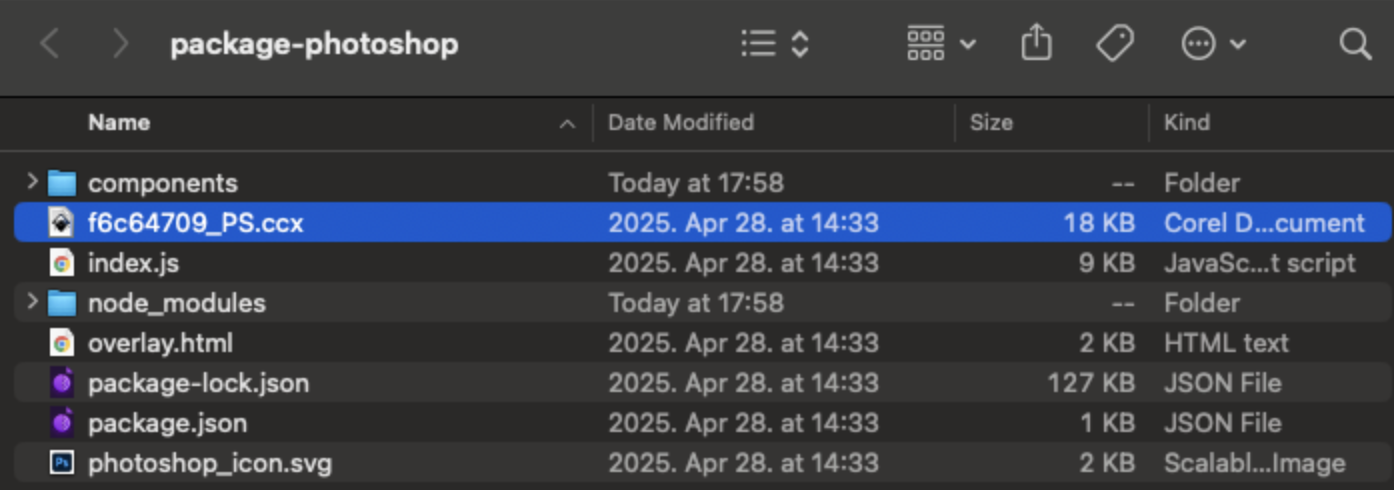 package-photoshop
Name Date Modified Size Kind
components Today at 17:58 -- Folder
f6c64709_PS.ccx 2025. Apr 28. at 14:33 18 KB Corel D...cument
index.js 2025. Apr 28. at 14:33 9 KB JavaSc...t script
node_modules Today at 17:58 -- Folder
overlay.html 2025. Apr 28. at 14:33 2 KB HTML text
package-lock.json 2025. Apr 28. at 14:33 127 KB JSON File
package.json 2025. Apr 28. at 14:33 1 KB JSON File
Ps photoshop_icon.svg 2025. Apr 28. at 14:33 2 KB Scalabl...Image